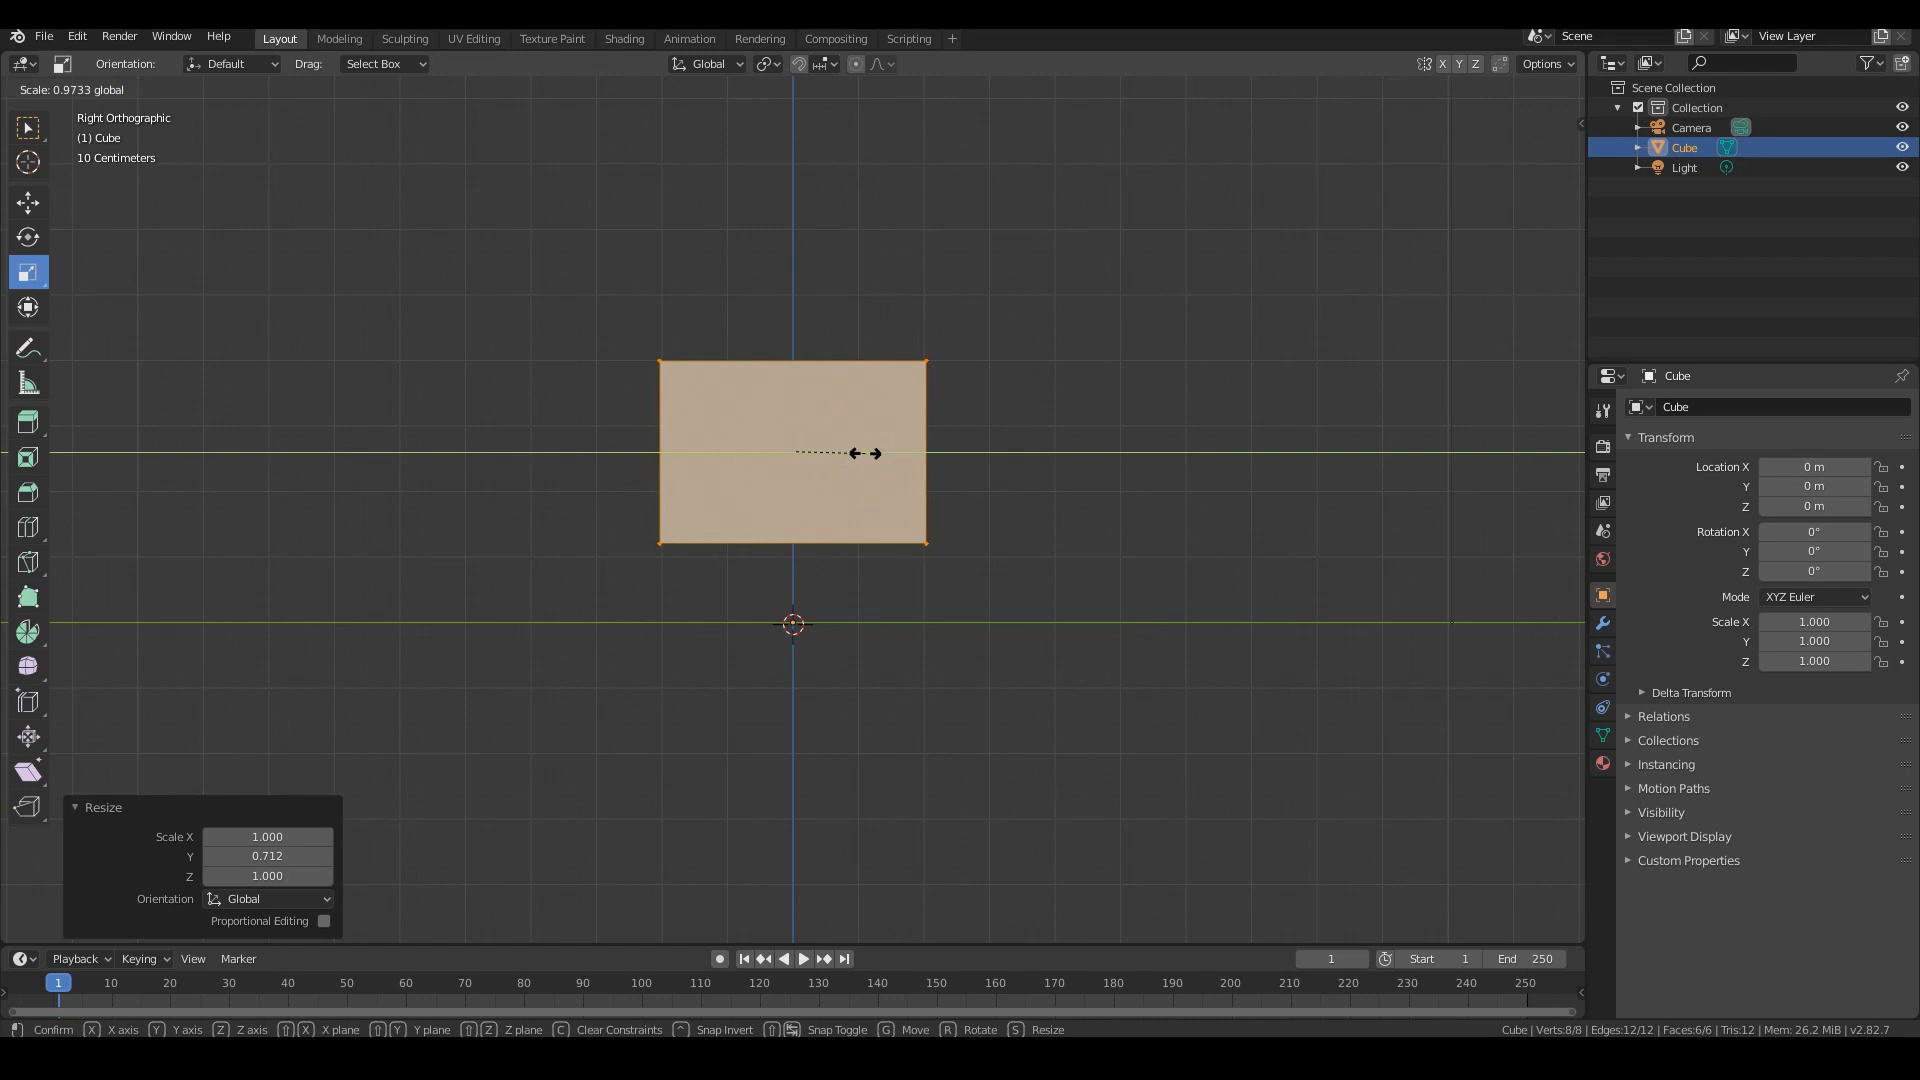 File Edit Render Window Help Layout Modeling Sculpting UV Editing Texture Paint Shading Animation Rendering Compositing Scripting + Scene View Layer
Orientation: Default Drag: Select Box Global X Y Z Options
Scale: 0.9733 global
Right Orthographic
(1) Cube
10 Centimeters
Scene Collection
Collection
Camera
Cube
Light
Cube
Cube
Transform
Location X 0 m
Y 0 m
Z 0 m
Rotation X 0°
Y 0°
Z 0°
Mode XYZ Euler
Scale X 1.000
Y 1.000
Z 1.000
Delta Transform
Relations
Collections
Instancing
Motion Paths
Visibility
Viewport Display
Custom Properties
Resize
Scale X 1.000
Y 0.712
Z 1.000
Orientation Global
Proportional Editing
Playback Keying View Marker 1 Start 1 End 250
1 10 20 30 40 50 60 70 80 90 100 110 120 130 140 150 160 170 180 190 200 210 220 230 240 250
Confirm X X axis Y Y axis Z Z axis X X plane Y Y plane Z Z plane C Clear Constraints ^ Snap Invert Snap Toggle G Move R Rotate S Resize Cube | Verts:8/8 | Edges:12/12 | Faces:6/6 | Tris:12 | Mem: 26.2 MiB | v2.82.7